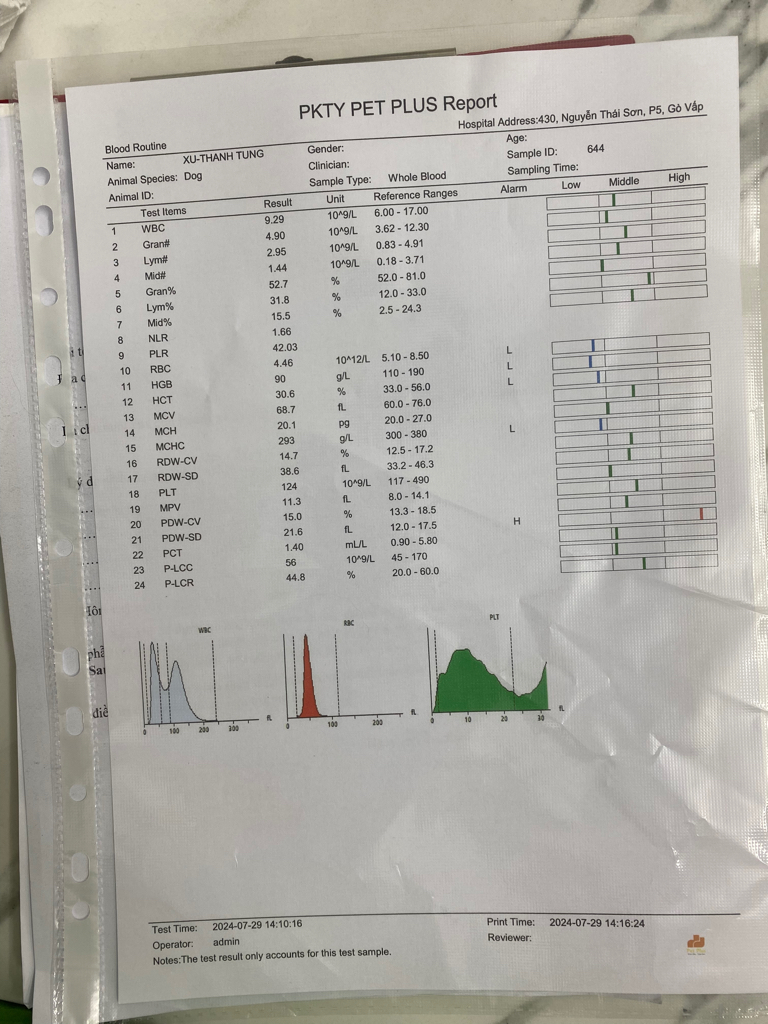 PKTY PET PLUS Report
Hospital Address:430, Nguyễn Thái Sơn, P5, Gò Vấp
Blood Routine
Name: XU-THANH TUNG Gender: Age:
Animal Species: Dog Clinician: Sample ID: 644
Animal ID: Sample Type: Whole Blood Sampling Time:
Test Items Result Unit Reference Ranges Alarm Low Middle High
1 WBC 9.29 10^9/L 6.00 - 17.00
2 Gran# 4.90 10^9/L 3.62 - 12.30
3 Lym# 2.95 10^9/L 0.83 - 4.91
4 Mid# 1.44 10^9/L 0.18 - 3.71
5 Gran% 52.7 % 52.0 - 81.0
6 Lym% 31.8 % 12.0 - 33.0
7 Mid% 15.5 % 2.5 - 24.3
8 NLR 1.66
9 PLR 42.03
10 RBC 4.46 10^12/L 5.10 - 8.50 L
11 HGB 90 g/L 110 - 190 L
12 HCT 30.6 % 33.0 - 56.0 L
13 MCV 68.7 fL 60.0 - 76.0
14 MCH 20.1 pg 20.0 - 27.0
15 MCHC 293 g/L 300 - 380 L
16 RDW-CV 14.7 % 12.5 - 17.2
17 RDW-SD 38.6 fL 33.2 - 46.3
18 PLT 124 10^9/L 117 - 490
19 MPV 11.3 fL 8.0 - 14.1
20 PDW-CV 15.0 % 13.3 - 18.5
21 PDW-SD 21.6 fL 12.0 - 17.5 H
22 PCT 1.40 mL/L 0.90 - 5.80
23 P-LCC 56 10^9/L 45 - 170
24 P-LCR 44.8 % 20.0 - 60.0
WBC RBC PLT
0 100 200 300 fL 0 100 200 fL 0 10 20 30 fL
Test Time: 2024-07-29 14:10:16 Print Time: 2024-07-29 14:16:24
Operator: admin Reviewer:
Notes:The test result only accounts for this test sample.